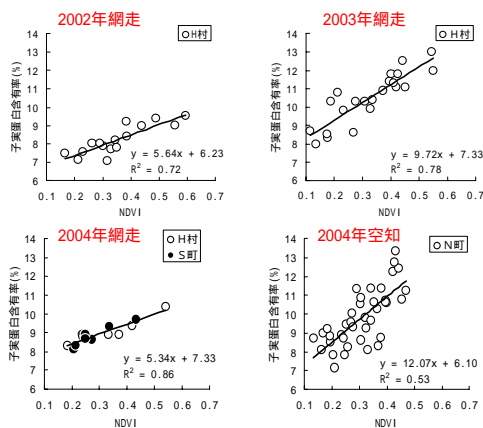 2002年網走
○H村
子実蛋白含有率(%)
14
13
12
11
10
9
8
7
6
y = 5.64x + 6.23
R² = 0.72
0.1 0.2 0.3 0.4 0.5 0.6 0.7
NDVI
2003年網走
○H村
子実蛋白含有率(%)
14
13
12
11
10
9
8
7
6
y = 9.72x + 7.33
R² = 0.78
0.1 0.2 0.3 0.4 0.5 0.6 0.7
NDVI
2004年網走
○H村
●S町
子実蛋白含有率(%)
14
13
12
11
10
9
8
7
6
y = 5.34x + 7.33
R² = 0.86
0.1 0.2 0.3 0.4 0.5 0.6 0.7
NDVI
2004年空知
○N町
子実蛋白含有率(%)
14
13
12
11
10
9
8
7
6
y = 12.07x + 6.10
R² = 0.53
0.1 0.2 0.3 0.4 0.5 0.6 0.7
NDVI